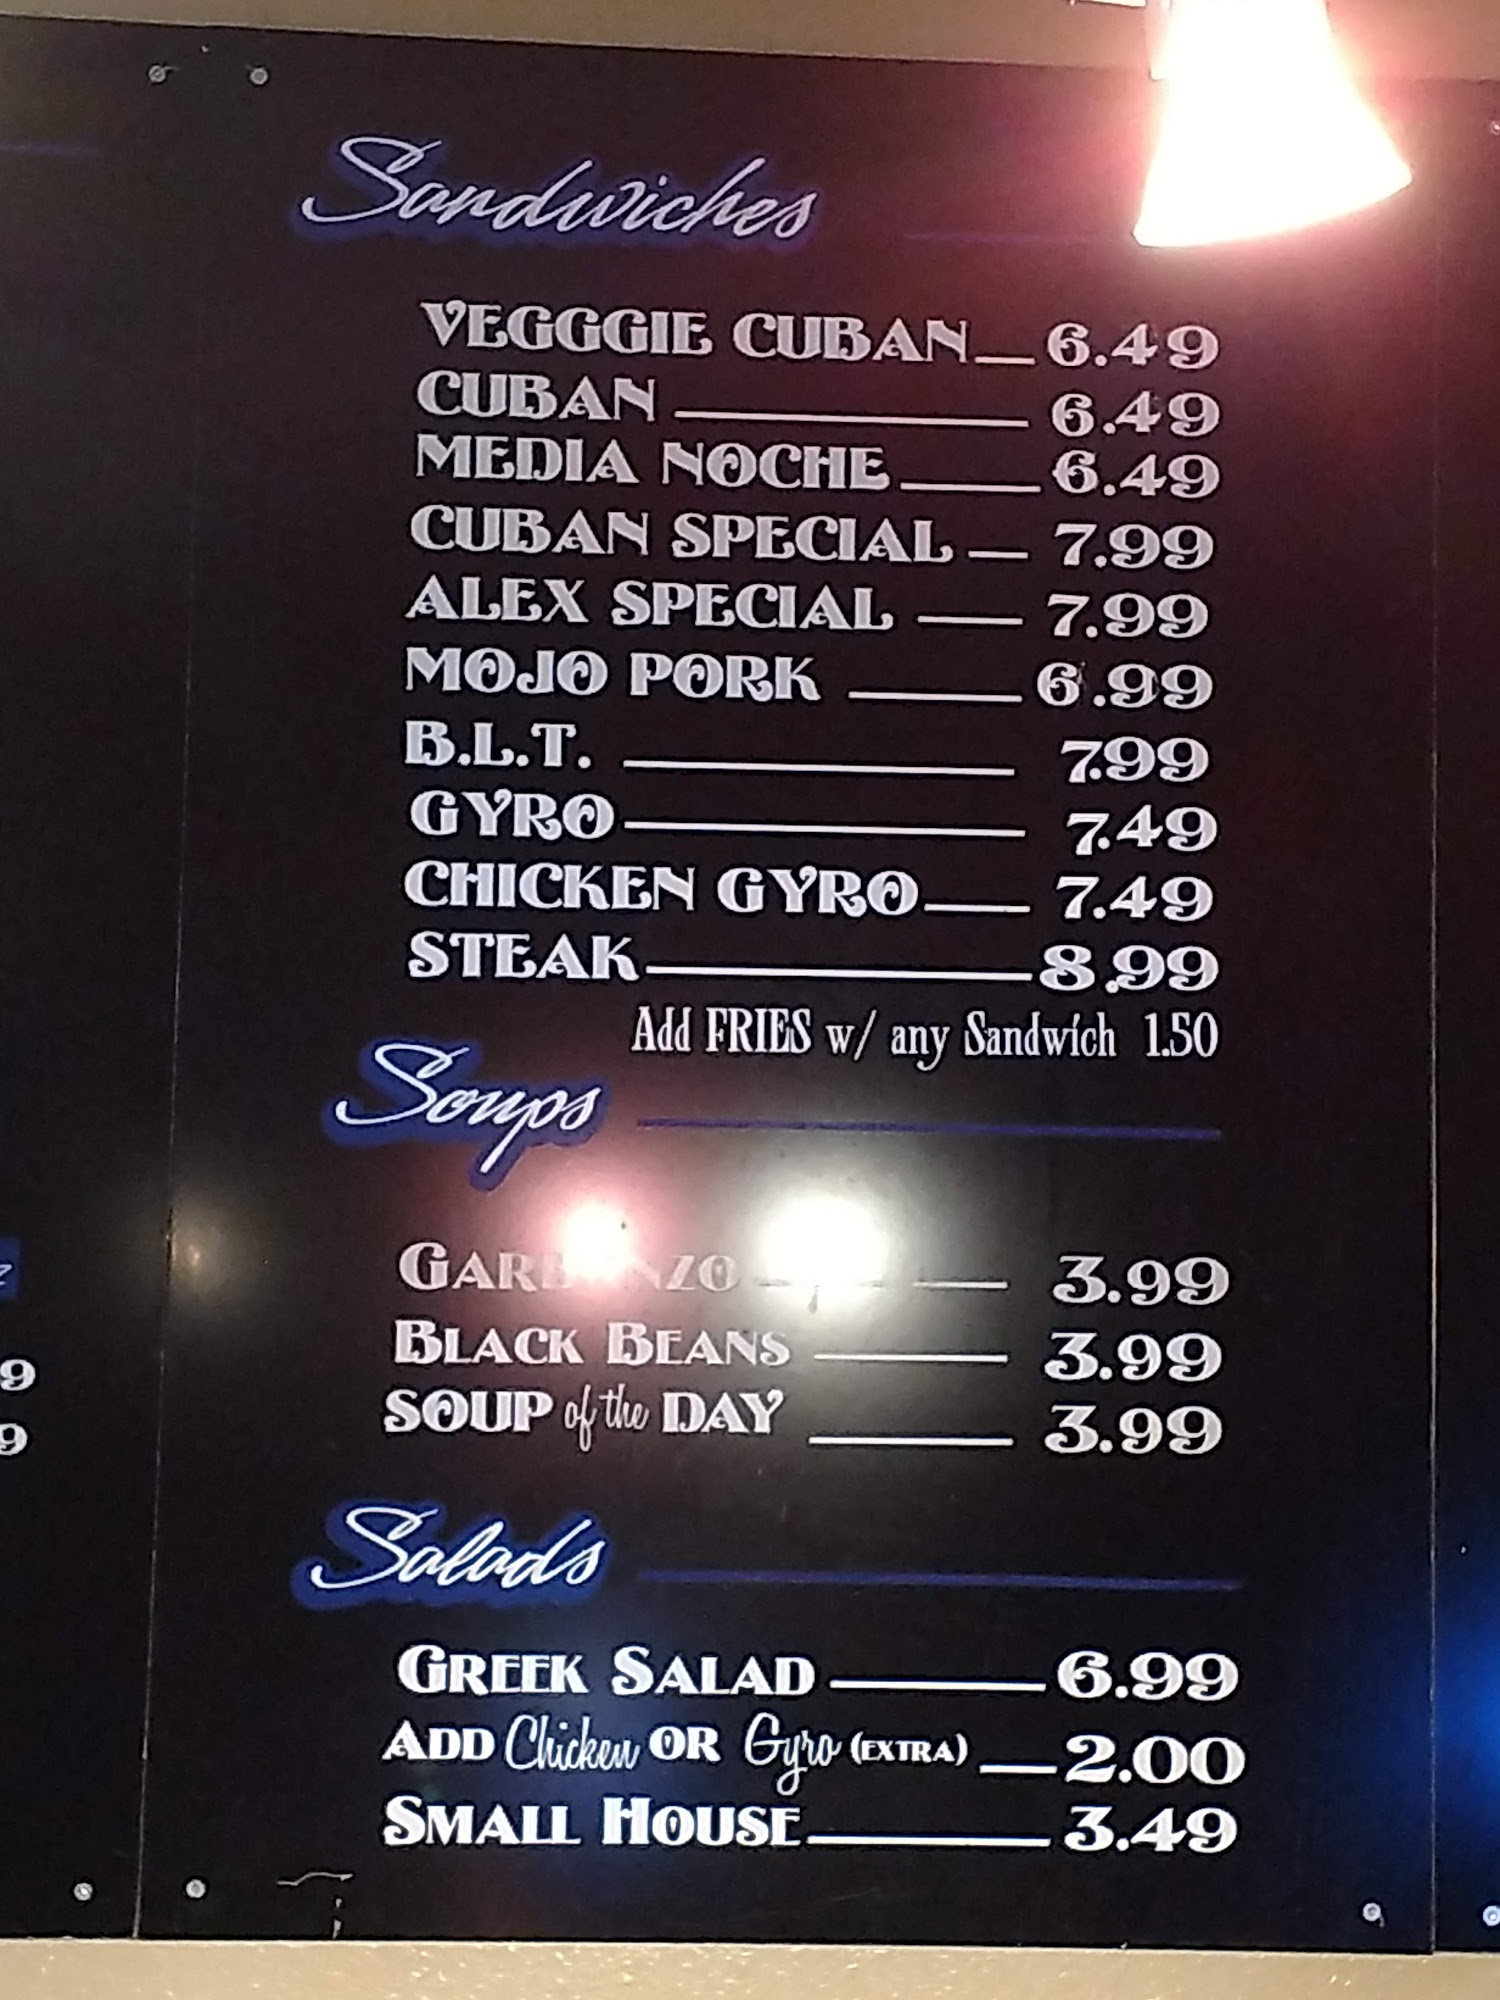 Sandwiches
VEGGGIE CUBAN 6.49
CUBAN 6.49
MEDIA NOCHE 6.49
CUBAN SPECIAL 7.99
ALEX SPECIAL 7.99
MOJO PORK 6.99
B.L.T. 7.99
GYRO 7.49
CHICKEN GYRO 7.49
STEAK 8.99
Add FRIES w/ any Sandwich 1.50
Soups
GARBANZO 3.99
BLACK BEANS 3.99
SOUP of the DAY 3.99
Salads
GREEK SALAD 6.99
ADD Chicken OR Gyro (EXTRA) 2.00
SMALL HOUSE 3.49
9
9